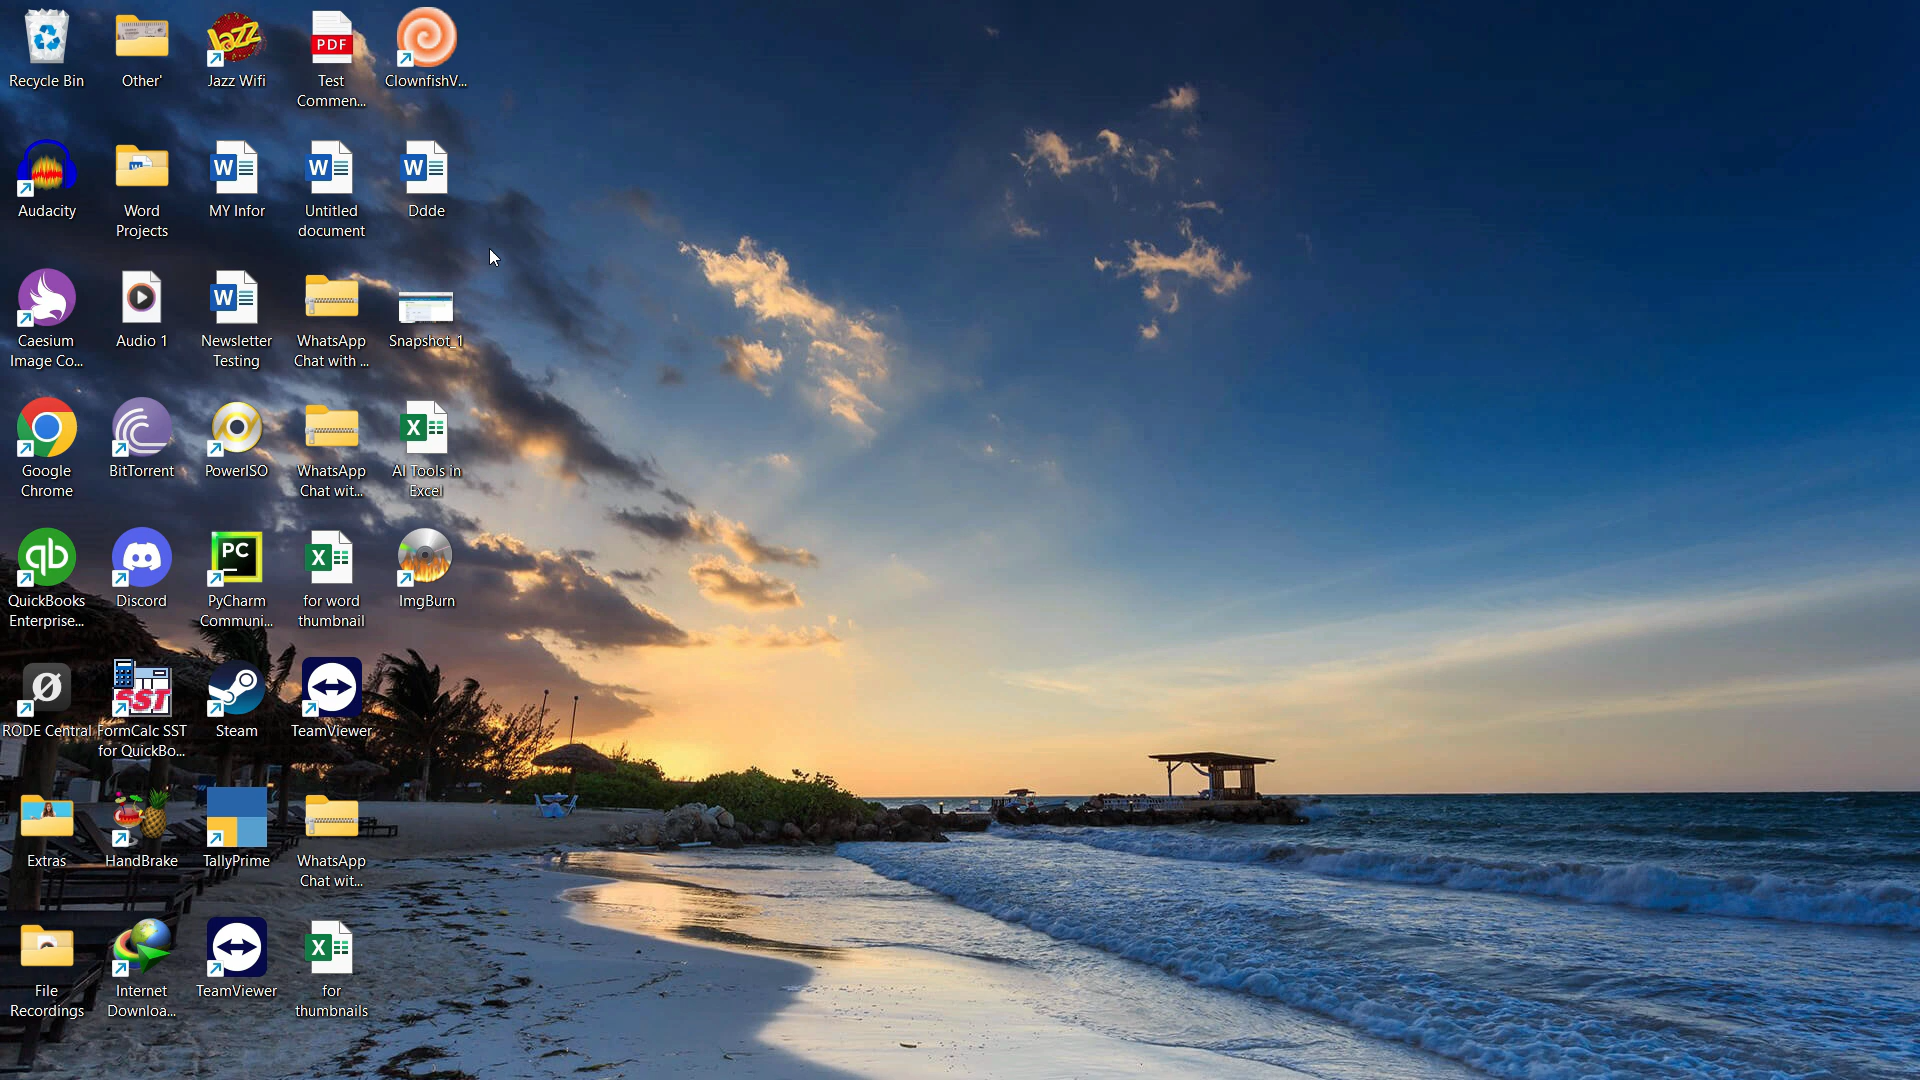 Recycle Bin
Other'
Jazz
Jazz Wifi
PDF
Test
Commen...
ClownfishV...
Audacity
W
Word
Projects
W
MY Infor
W
Untitled
document
W
Ddde
Caesium
Image Co...
Audio 1
W
Newsletter
Testing
WhatsApp
Chat with ...
Snapshot_1
Google
Chrome
BitTorrent
PowerISO
WhatsApp
Chat wit...
X
AI Tools in
Excel
qb
QuickBooks
Enterprise...
Discord
PC
PyCharm
Communi...
X
for word
thumbnail
ImgBurn
RODE Central
SST
FormCalc SST
for QuickBo...
Steam
TeamViewer
Extras
HandBrake
TallyPrime
WhatsApp
Chat wit...
File
Recordings
Internet
Downloa...
TeamViewer
X
for
thumbnails